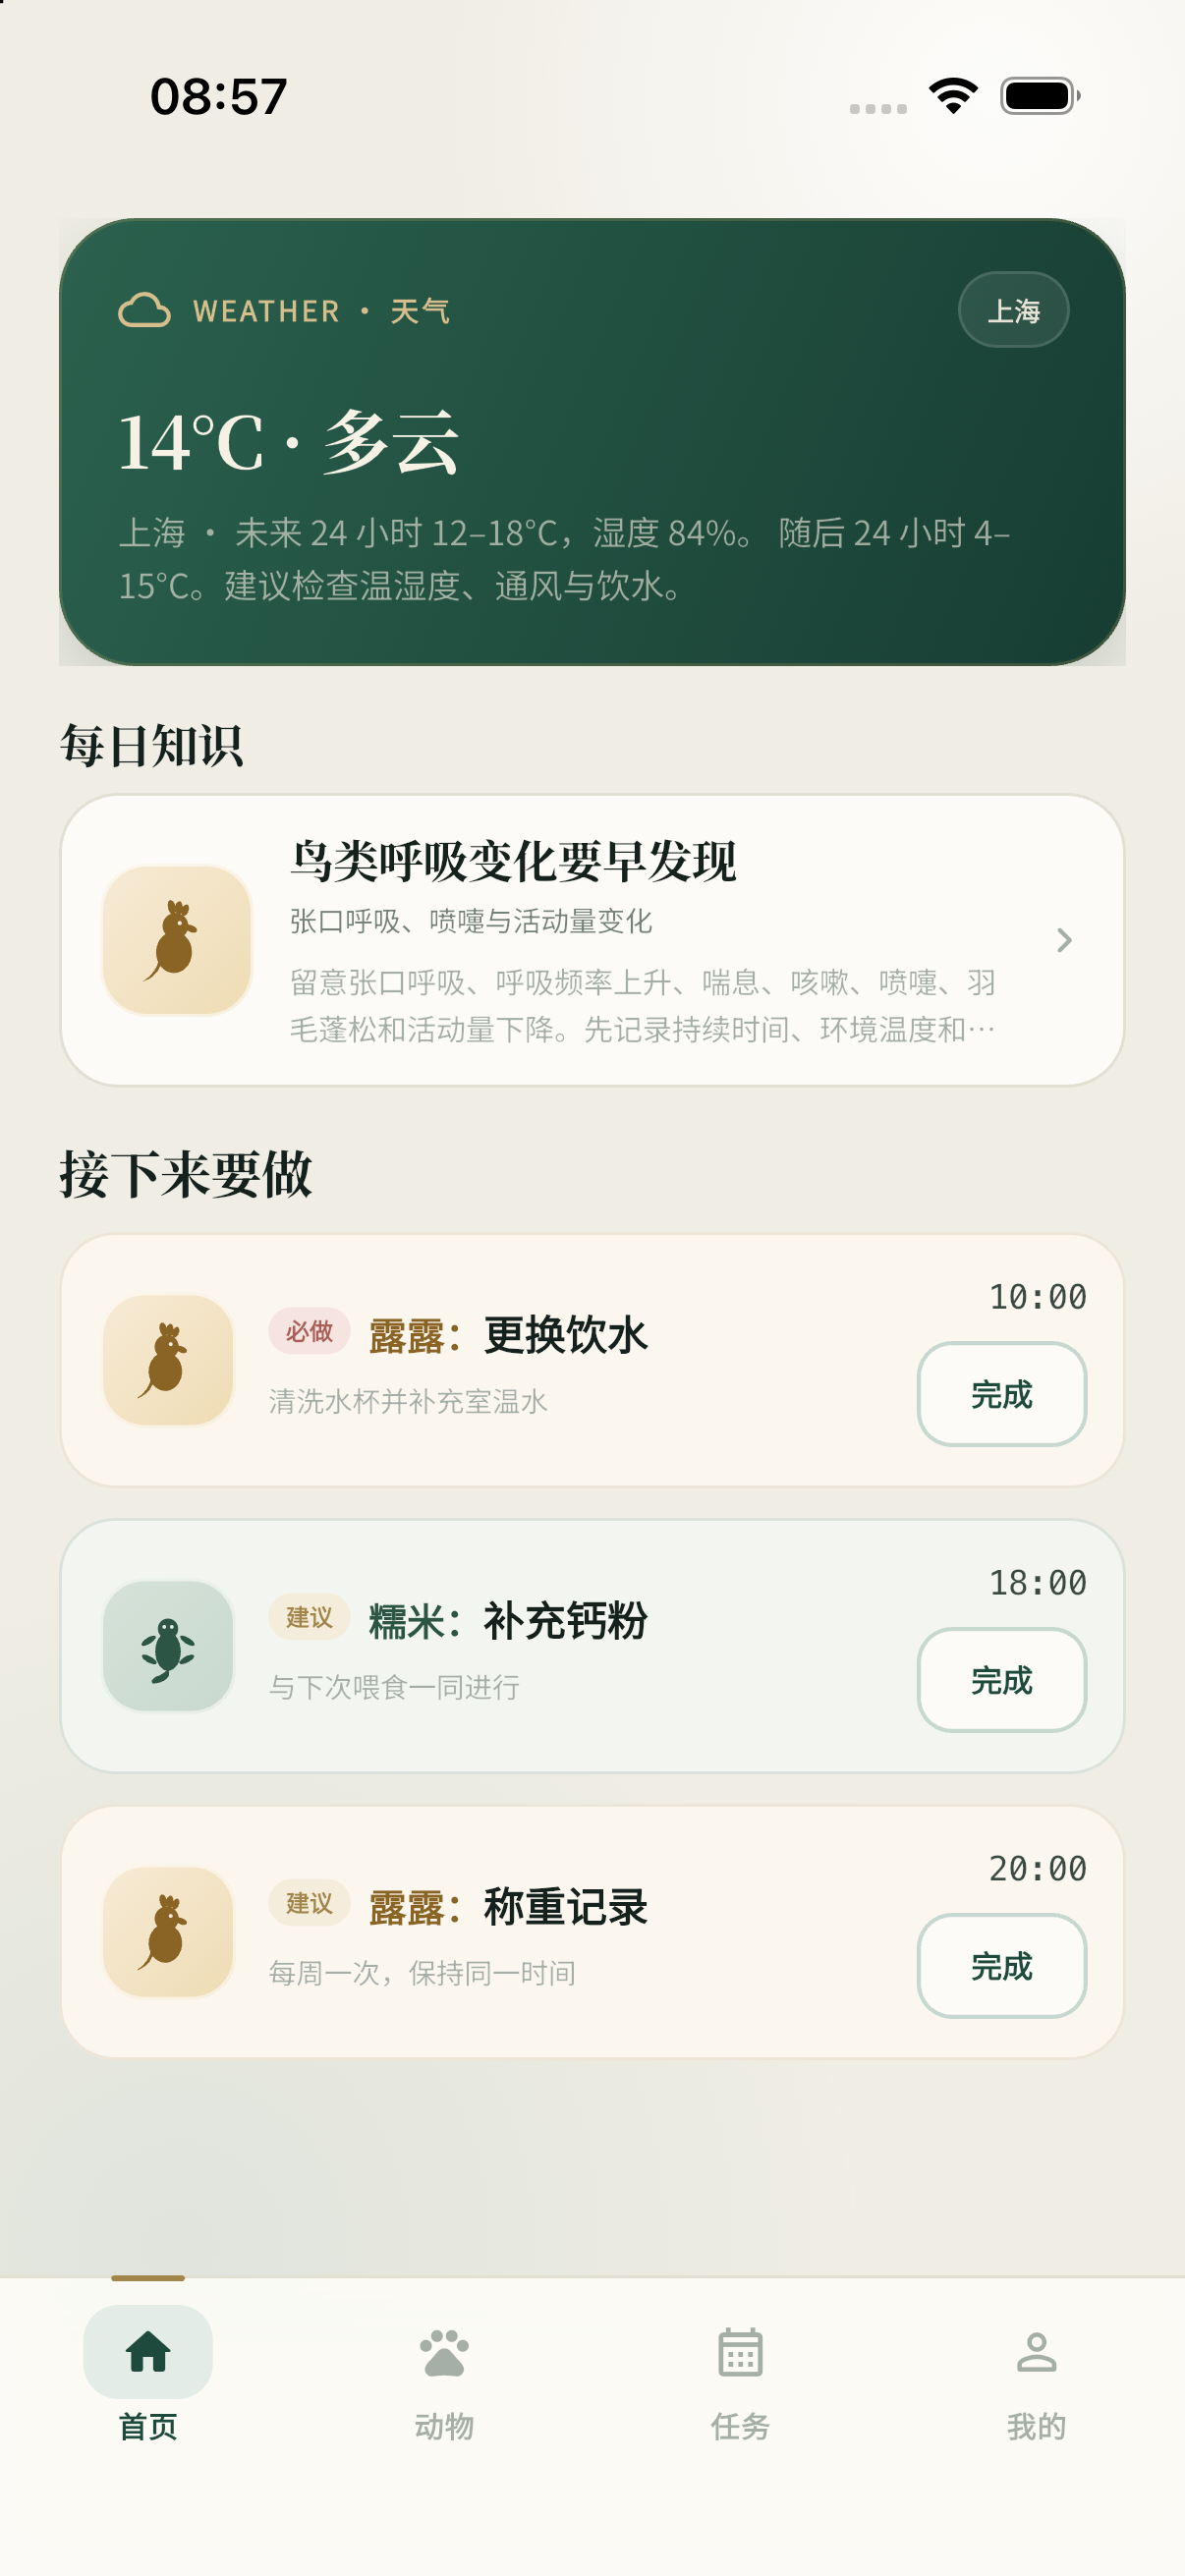 08:57
WEATHER · 天气
上海
14°C · 多云
上海 · 未来 24 小时 12–18°C，湿度 84%。 随后 24 小时 4–
15°C。建议检查温湿度、通风与饮水。
每日知识
鸟类呼吸变化要早发现
张口呼吸、喷嚏与活动量变化
留意张口呼吸、呼吸频率上升、喘息、咳嗽、喷嚏、羽
毛蓬松和活动量下降。先记录持续时间、环境温度和…
接下来要做
10:00
必做 露露：更换饮水
清洗水杯并补充室温水
完成
18:00
建议 糯米：补充钙粉
与下次喂食一同进行
完成
20:00
建议 露露：称重记录
每周一次，保持同一时间
完成
首页 动物 任务 我的